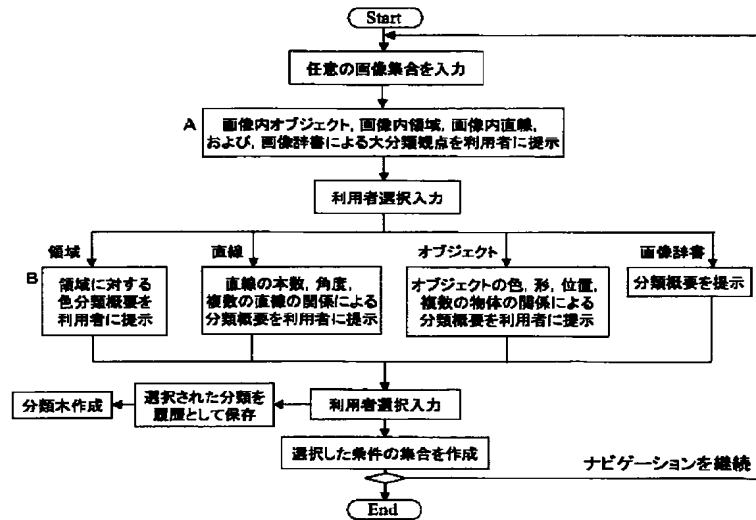 Start
任意の画像集合を入力
A
画像内オブジェクト, 画像内領域, 画像内直線,
および, 画像辞書による大分類観点を利用者に提示
利用者選択入力
領域
直線
オブジェクト
画像辞書
B
領域に対する
色分類概要を
利用者に提示
直線の本数, 角度,
複数の直線の関係による
分類概要を利用者に提示
オブジェクトの色, 形, 位置,
複数の物体の関係による
分類概要を利用者に提示
分類概要を提示
分類木作成
選択された分類を
履歴として保存
利用者選択入力
選択した条件の集合を作成
ナビゲーションを継続
End